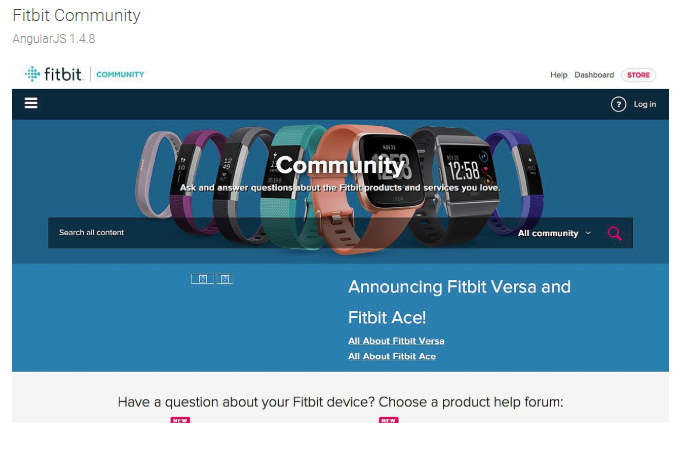 Fitbit Community
AngularJS 1.4.8
fitbit COMMUNITY
Help Dashboard STORE
? Log in
Community
Ask and answer questions about the Fitbit products and services you love.
12:58
Search all content
All community
Announcing Fitbit Versa and
Fitbit Ace!
All About Fitbit Versa
All About Fitbit Ace
Have a question about your Fitbit device? Choose a product help forum:
NEW NEW